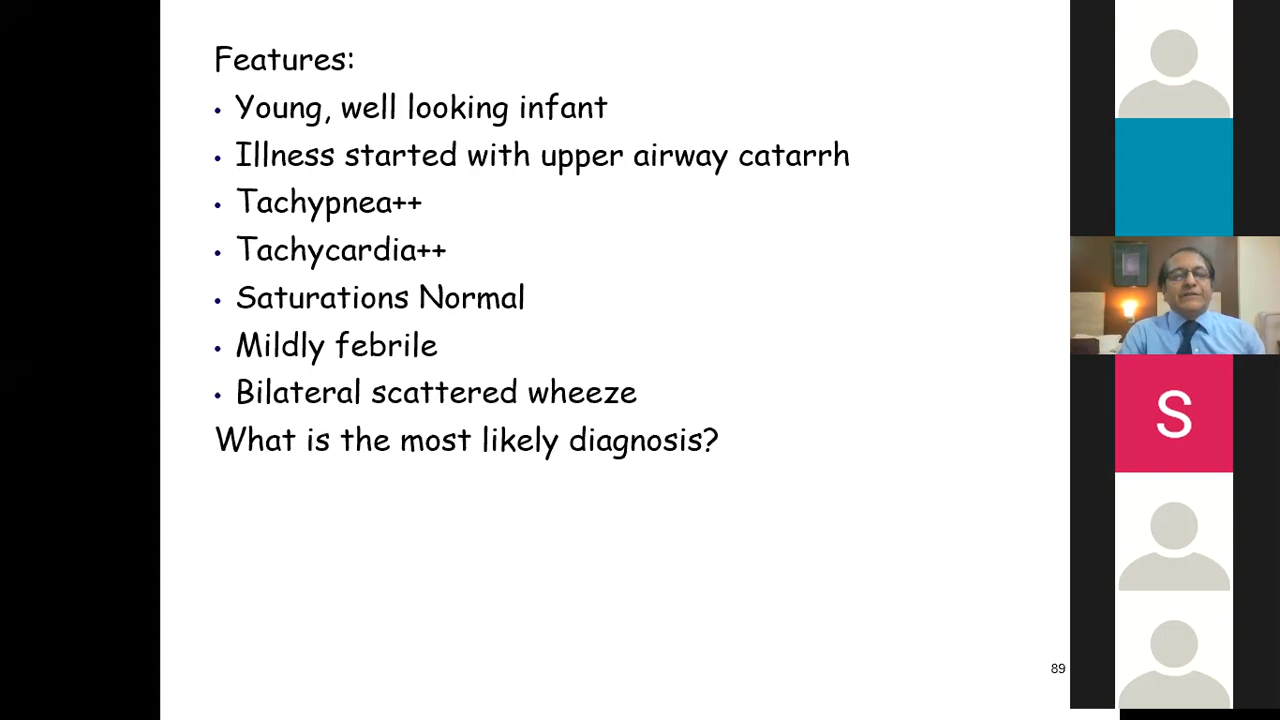 Features:
• Young, well looking infant
• Illness started with upper airway catarrh
• Tachypnea++
• Tachycardia++
• Saturations Normal
• Mildly febrile
• Bilateral scattered wheeze
What is the most likely diagnosis?
89
S